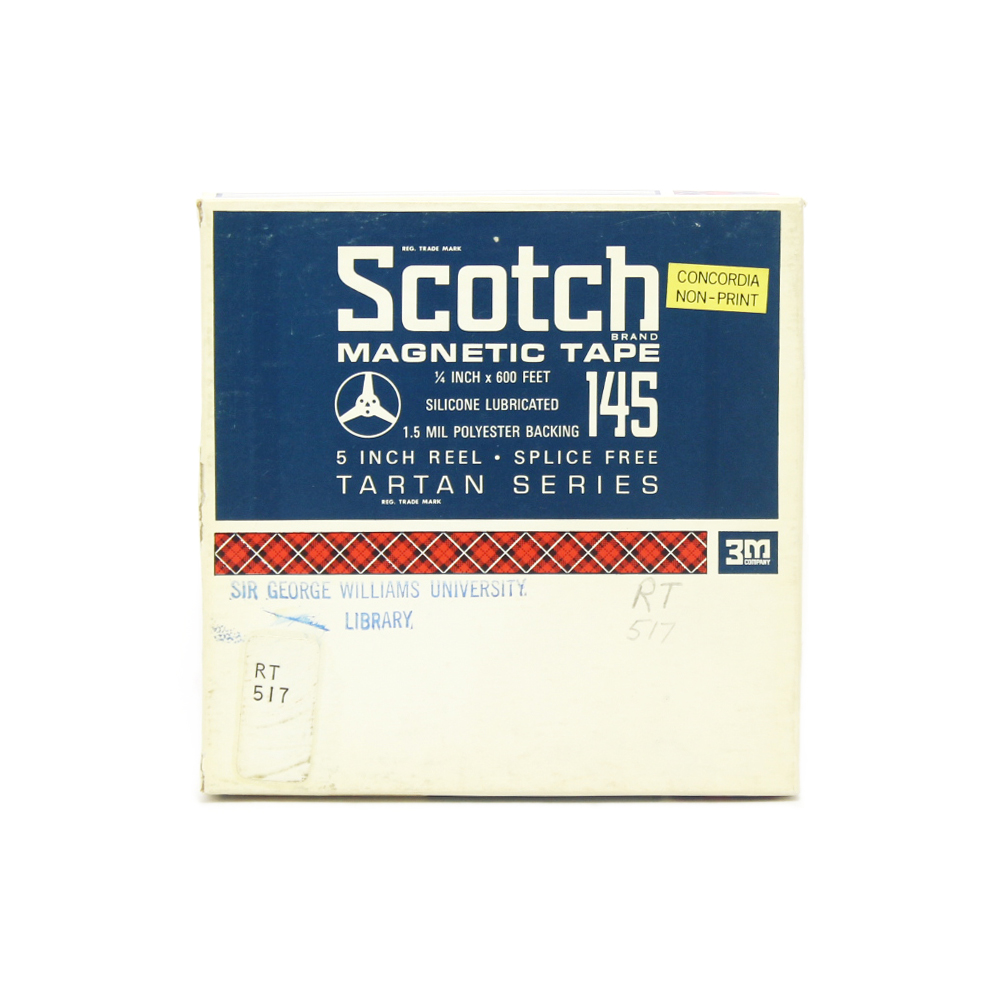 REG. TRADE MARK
Scotch
BRAND
MAGNETIC TAPE
¼ INCH x 600 FEET
SILICONE LUBRICATED
1.5 MIL POLYESTER BACKING
145
5 INCH REEL • SPLICE FREE
TARTAN SERIES
REG. TRADE MARK
CONCORDIA
NON-PRINT
3M
COMPANY
SIR GEORGE WILLIAMS UNIVERSITY
LIBRARY
RT
517
RT
517